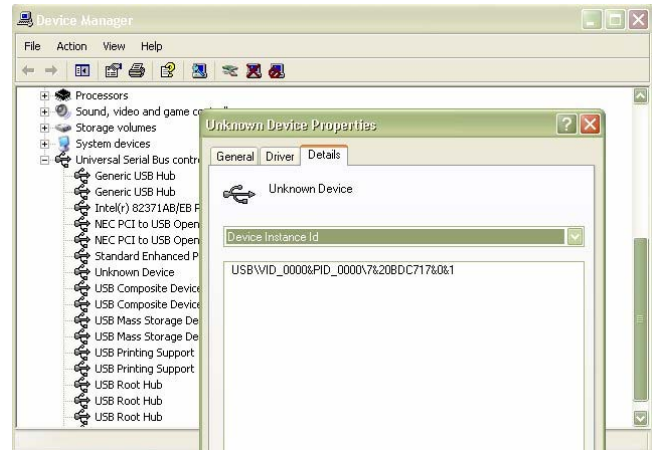 Device Manager
File Action View Help
Processors
Sound, video and game
Storage volumes
System devices
Universal Serial Bus contr
Generic USB Hub
Generic USB Hub
Intel(r) 82371AB/EB P
NEC PCI to USB Open
NEC PCI to USB Open
Standard Enhanced P
Unknown Device
USB Composite Device
USB Composite Device
USB Mass Storage De
USB Mass Storage De
USB Printing Support
USB Printing Support
USB Root Hub
USB Root Hub
USB Root Hub
Unknown Device Properties
General Driver Details
Unknown Device
Device Instance Id
USB\VID_0000&PID_0000\7&20BDC717&0&1